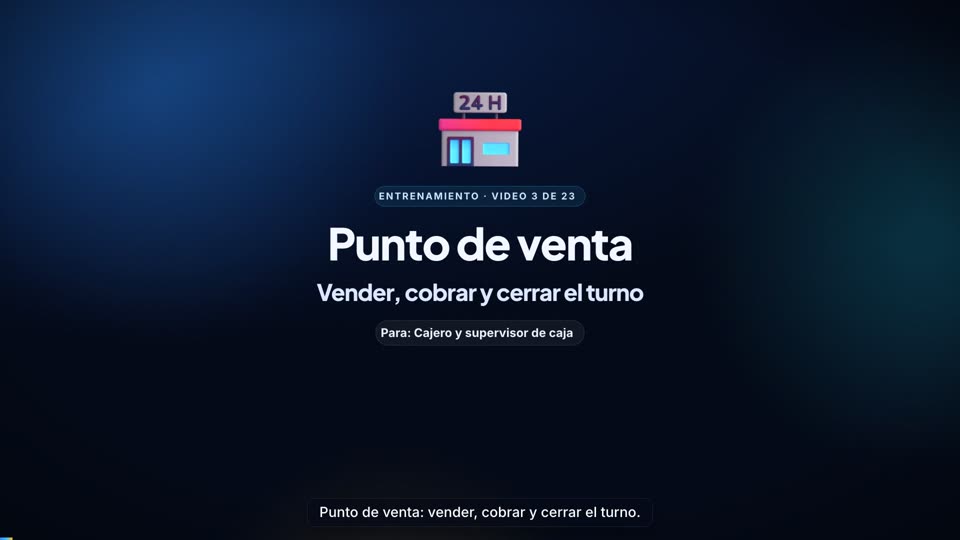 24 H
ENTRENAMIENTO · VIDEO 3 DE 23
Punto de venta
Vender, cobrar y cerrar el turno
Para: Cajero y supervisor de caja
Punto de venta: vender, cobrar y cerrar el turno.